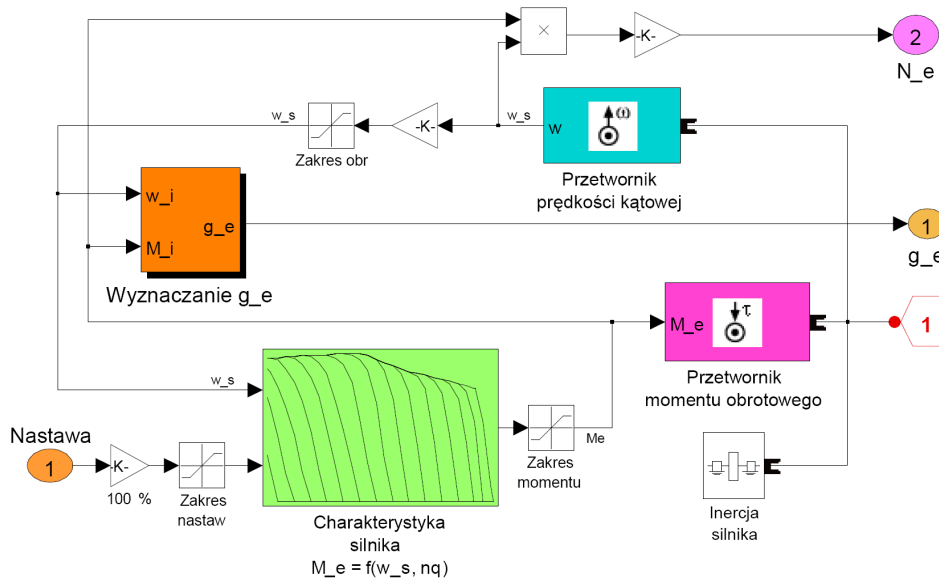 ×
-K-
2
N_e
w_s
-K-
w_s
w
Zakres obr
Przetwornik
prędkości kątowej
w_i
M_i
g_e
Wyznaczanie g_e
1
g_e
M_e
1
Przetwornik
momentu obrotowego
w_s
Me
Zakres
momentu
Nastawa
1
-K-
100 %
Zakres
nastaw
Charakterystyka
silnika
M_e = f(w_s, nq)
Inercja
silnika